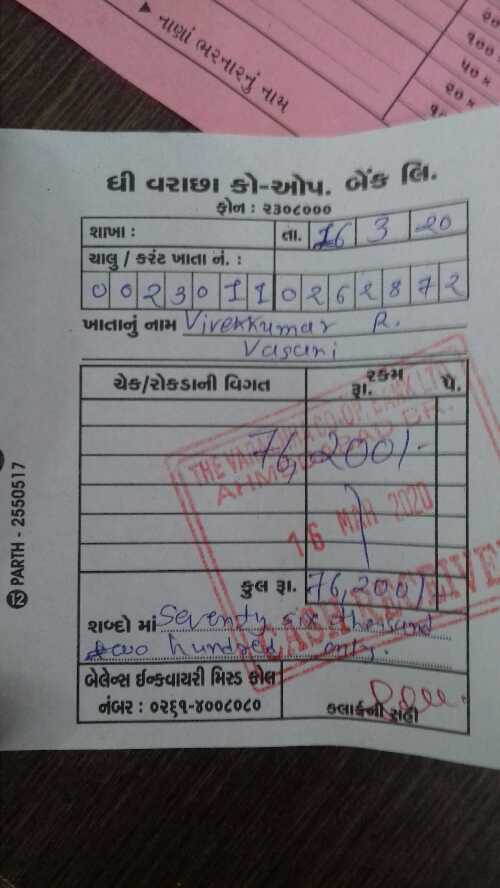 ▶ નાણાં ભરનારનું નામ
૧૦૦
૫૦ ×
૨૦ ×
ધી વરાછા કો-ઓપ. બેંક લિ.
ફોન : ૨૩૦૮૦૦૦
શાખા : તા. 16 3 20
ચાલુ / કરંટ ખાતા નં. :
0 0 2 3 0 1 1 0 2 6 2 8 7 2
ખાતાનું નામ Vivekkumar R.
Vasani
ચેક/રોકડાની વિગત રકમ રૂા. પૈ.
76,200/-
THE VARACHHA CO.OP. BANK LTD.
AHMEDABAD BR.
16 MAR 2020
CASH RECEIVED
કુલ રૂા. 76,200/-
શબ્દો માં Seventy six thousand
two hundred only.
બેલેન્સ ઈન્કવાયરી મિસ્ડ કોલ
નંબર : ૦૨૬૧-૪૦૦૮૦૮૦
કલાર્કની સહી
PARTH - 2550517